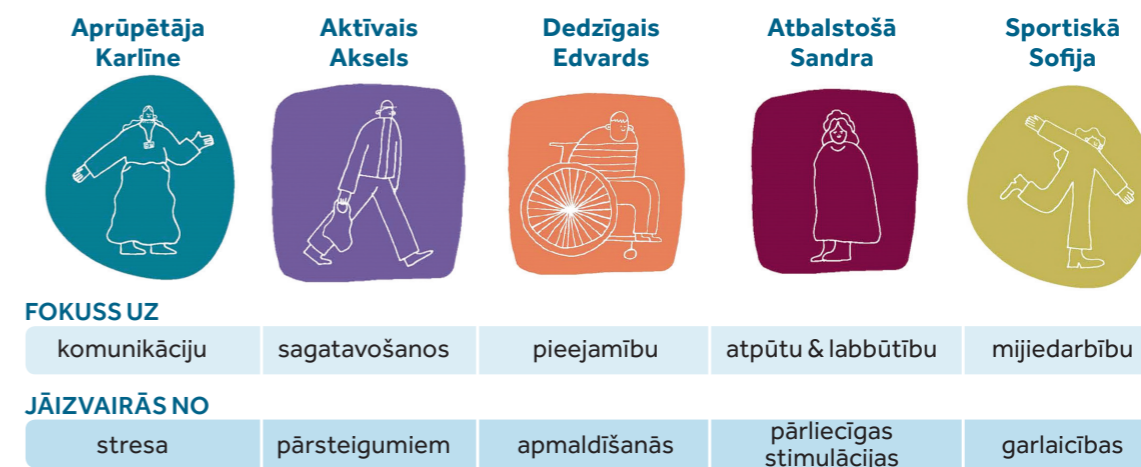 Aprūpētāja
Karlīne
Aktīvais
Aksels
Dedzīgais
Edvards
Atbalstošā
Sandra
Sportiskā
Sofija
FOKUSS UZ
komunikāciju
sagatavošanos
pieejamību
atpūtu & labbūtību
mijiedarbību
JĀIZVAIRĀS NO
stresa
pārsteigumiem
apmaldīšanās
pārliecīgas
stimulācijas
garlaicības